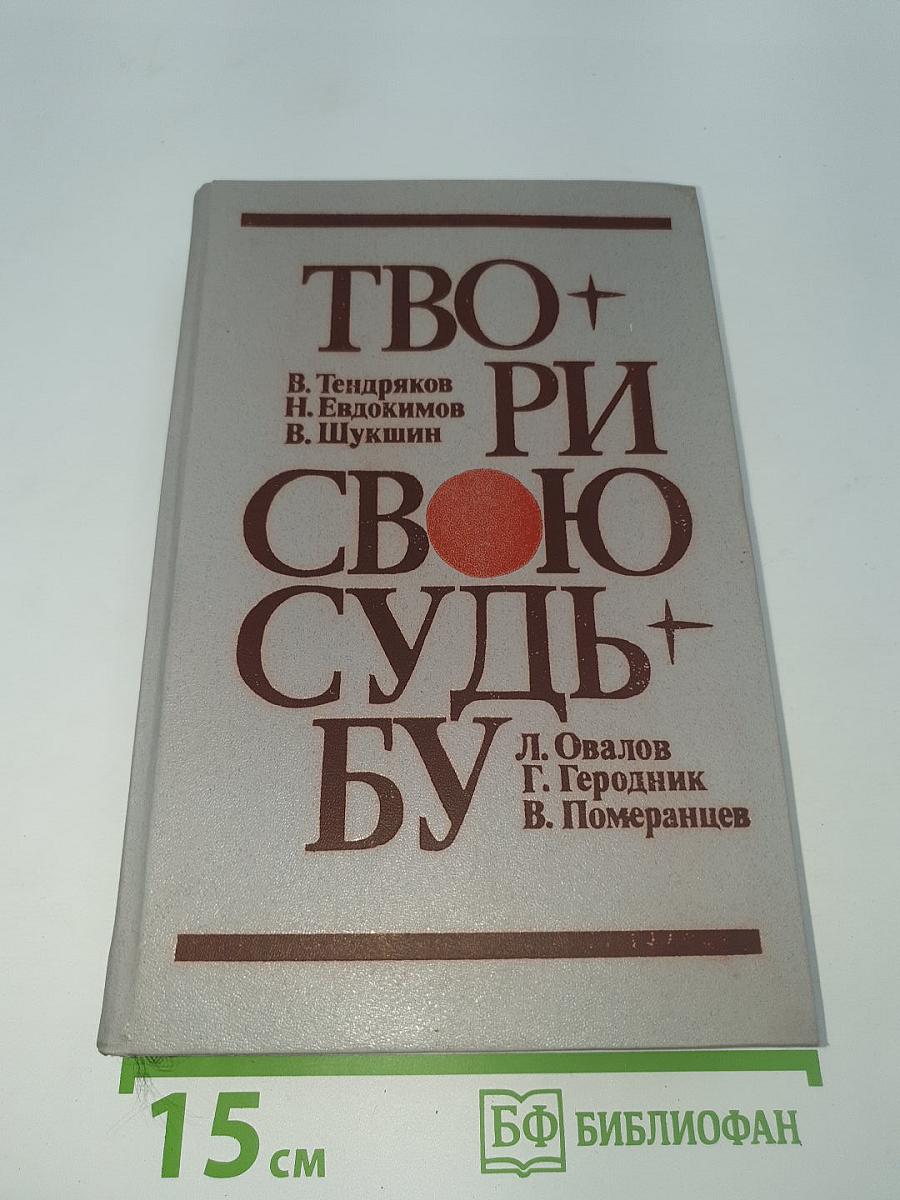 ТВО
РИ
В. Тендряков
Н. Евдокимов
В. Шукшин
СВОЮ
СУДЬ
БУ
Л. Овалов
Г. Геродник
В. Померанцев
15 см
БФ БИБЛИОФАН